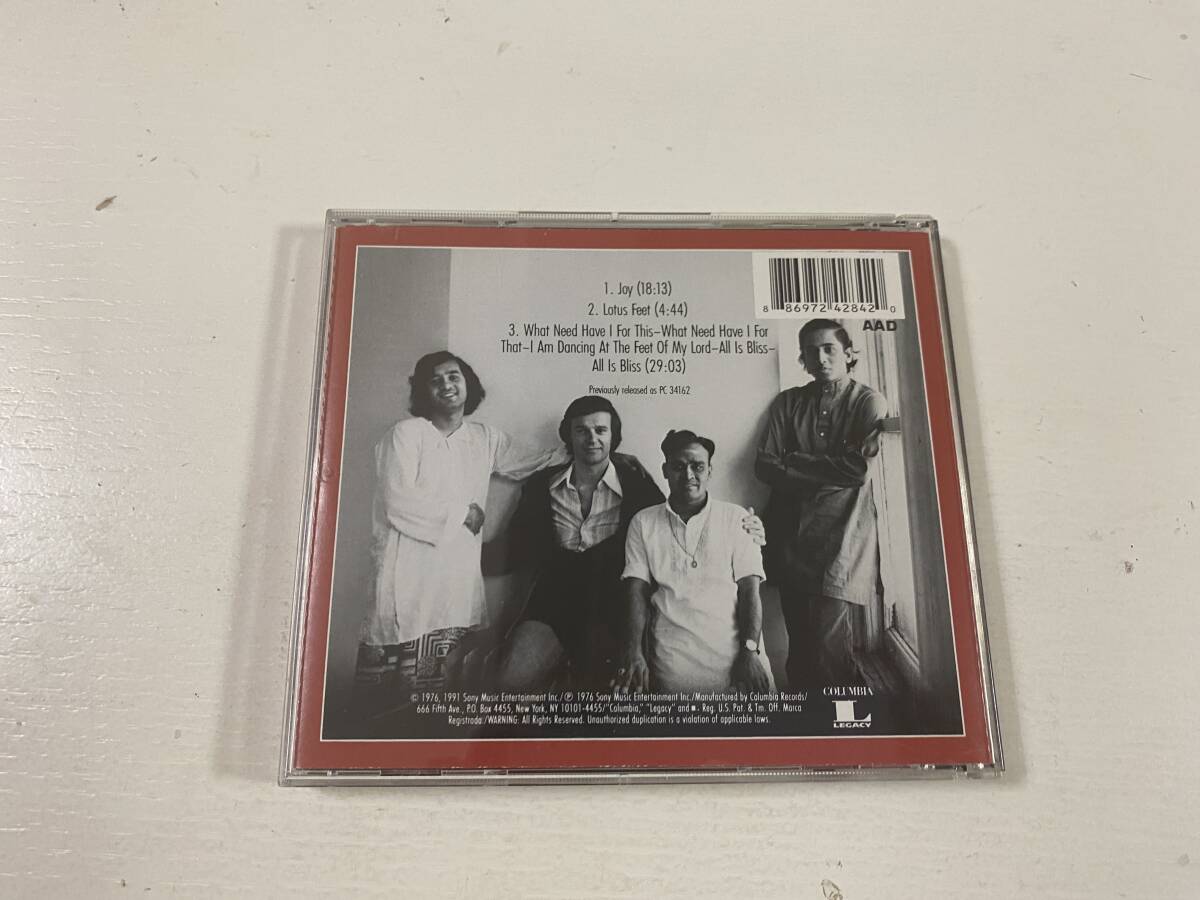 1. Joy (18:13)
2. Lotus Feet (4:44)
3. What Need Have I For This–What Need Have I For
That–I Am Dancing At The Feet Of My Lord–All Is Bliss–
All Is Bliss (29:03)
Previously released as PC 34162
8 86972 42842 0
AAD
© 1976, 1991 Sony Music Entertainment Inc./℗ 1976 Sony Music Entertainment Inc./Manufactured by Columbia Records/
666 Fifth Ave., P.O. Box 4455, New York, NY 10101-4455/"Columbia," "Legacy" and ■ Reg. U.S. Pat. & Tm. Off. Marca
Registrada./WARNING: All Rights Reserved. Unauthorized duplication is a violation of applicable laws.
COLUMBIA
L
LEGACY